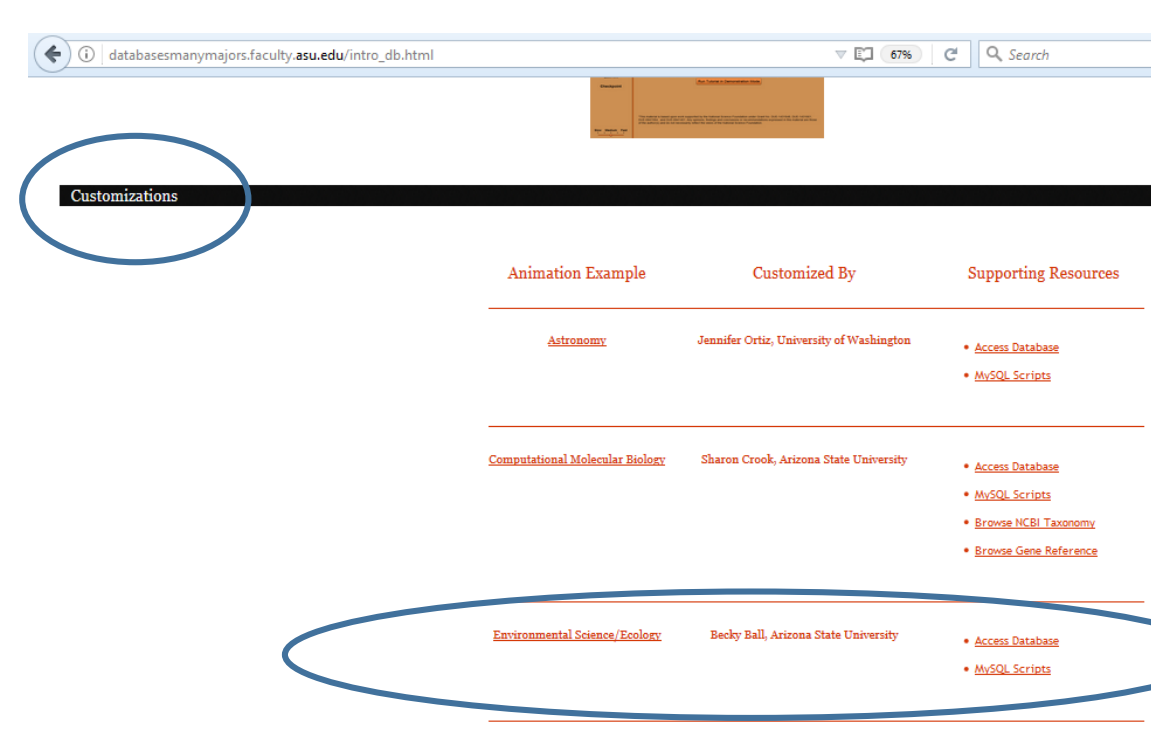 databasesmanymajors.faculty.asu.edu/intro_db.html
67%
Search
Checkpoint
Customizations
Animation Example Customized By Supporting Resources
Astronomy Jennifer Ortiz, University of Washington
• Access Database
• MySQL Scripts
Computational Molecular Biology Sharon Crook, Arizona State University
• Access Database
• MySQL Scripts
• Browse NCBI Taxonomy
• Browse Gene Reference
Environmental Science/Ecology Becky Ball, Arizona State University
• Access Database
• MySQL Scripts